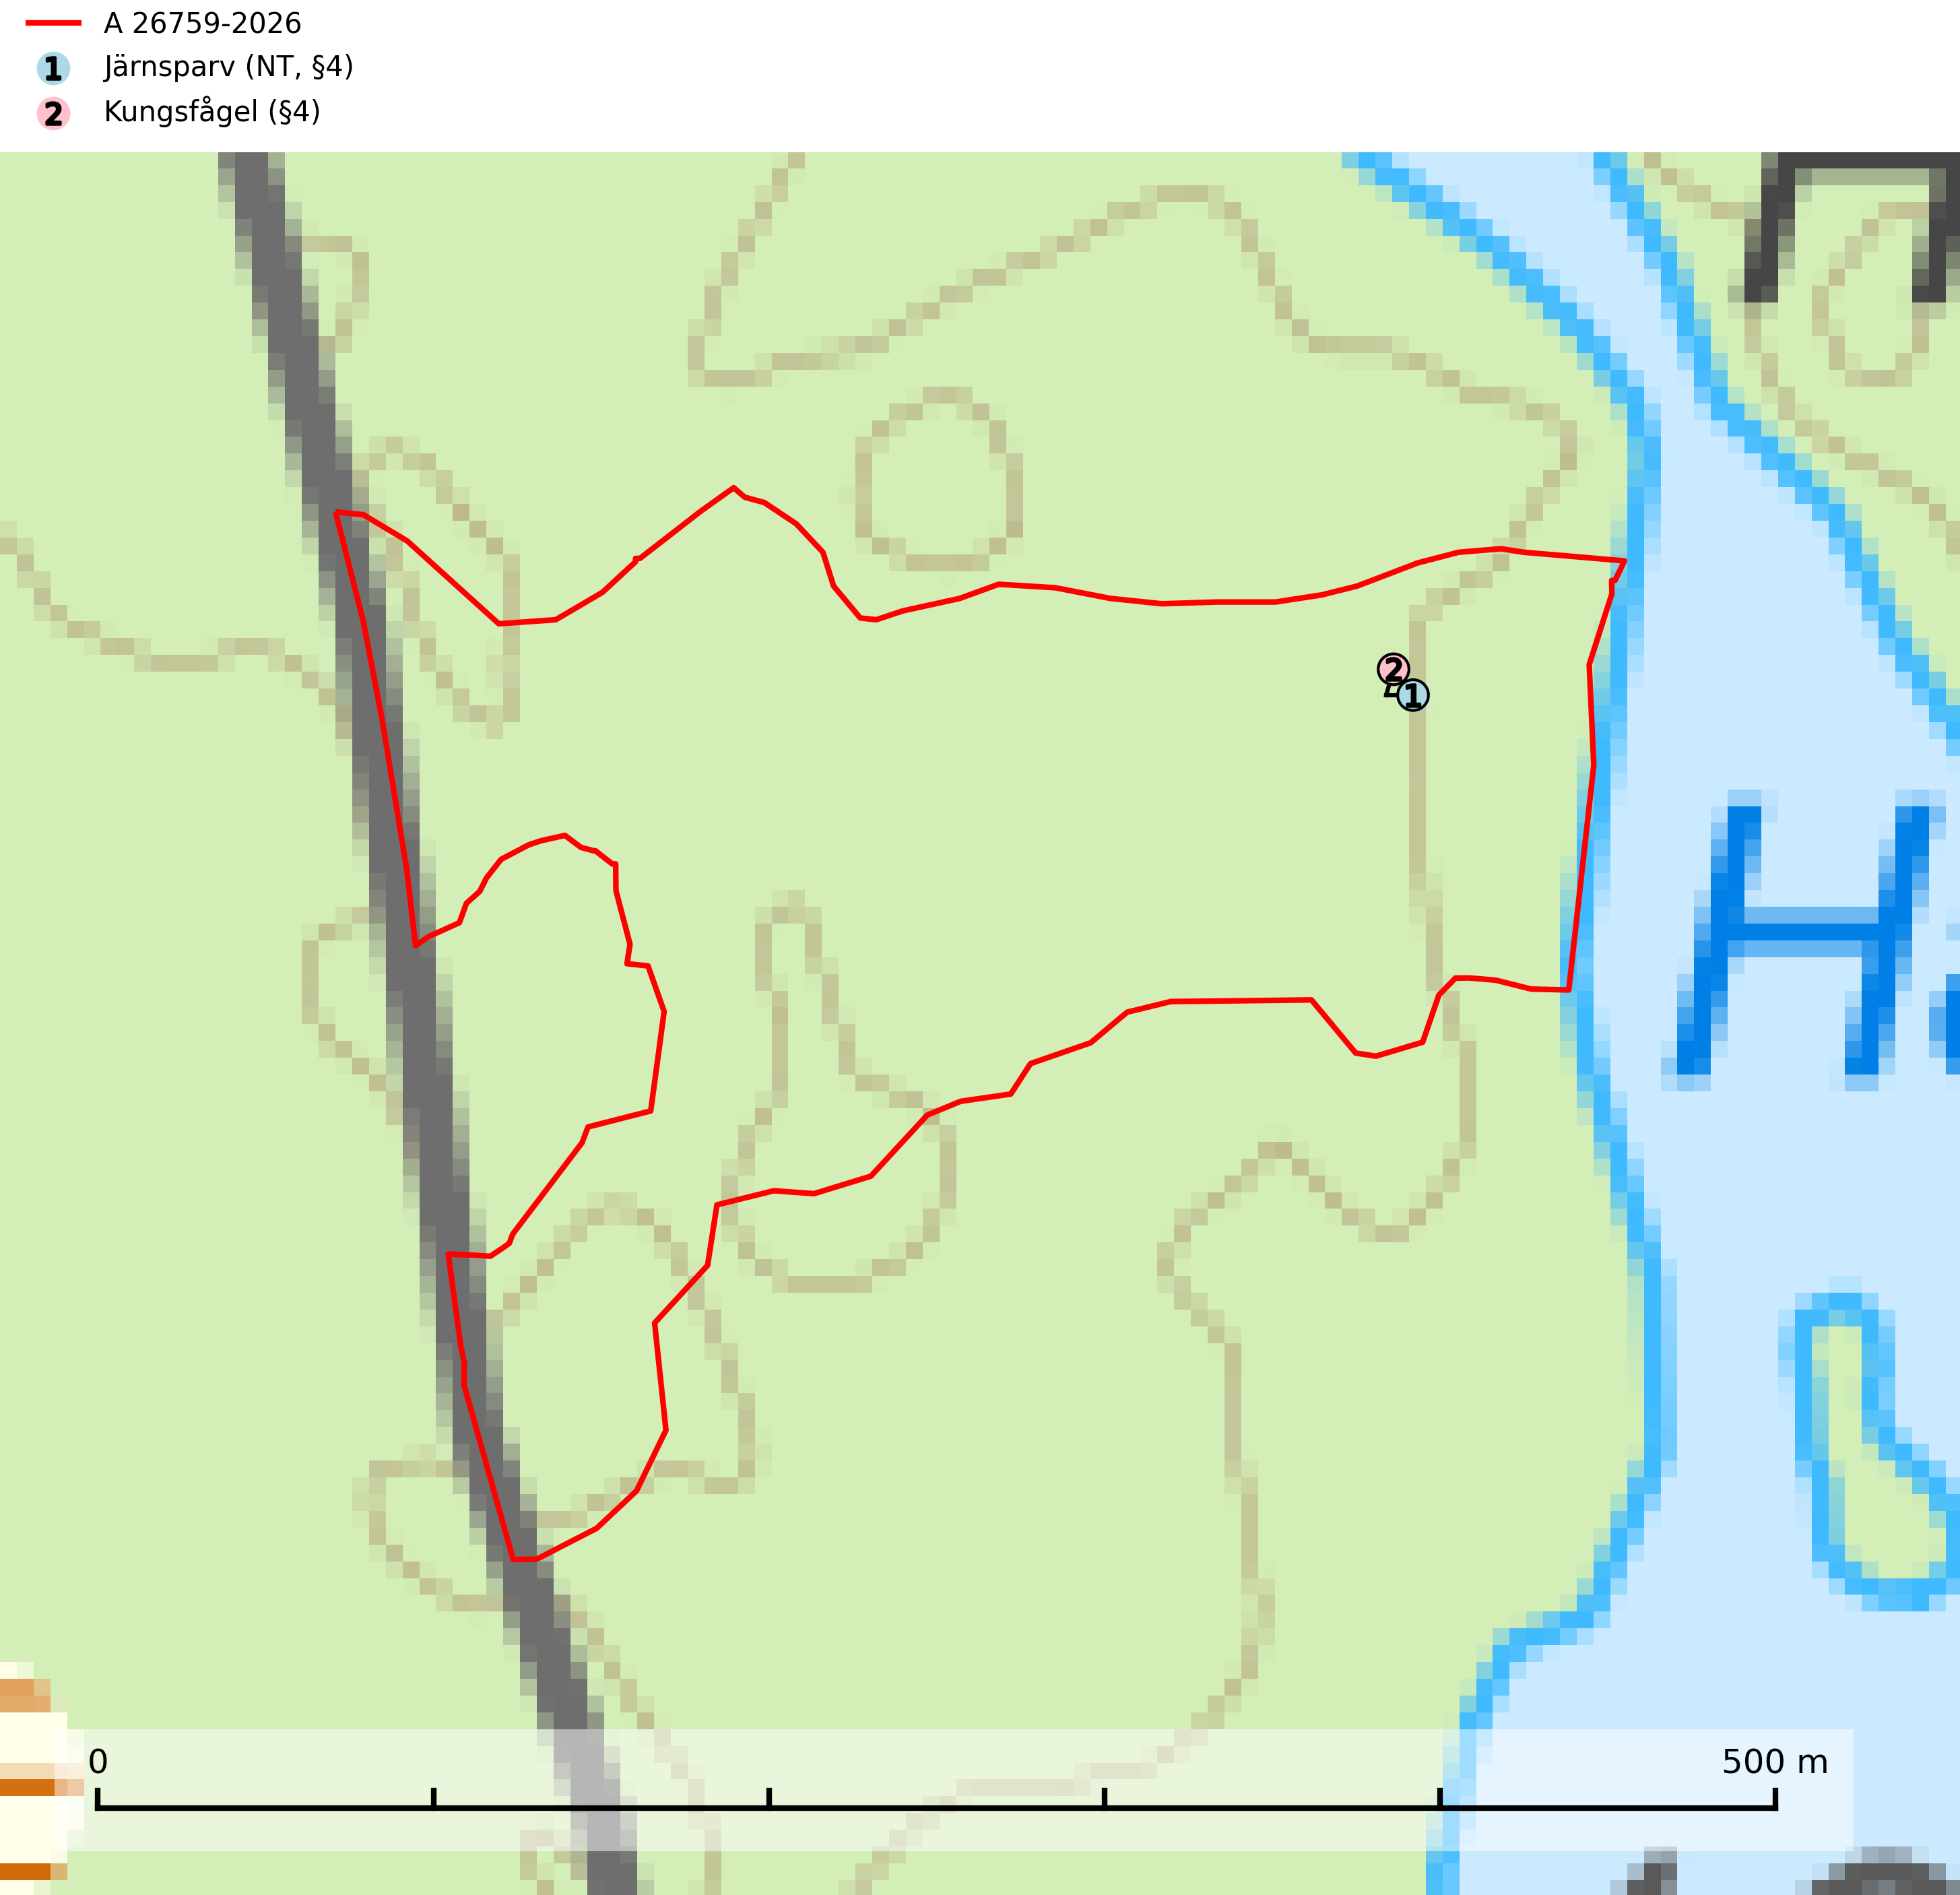 A 26759-2026
1 Järnsparv (NT, §4)
2 Kungsfågel (§4)
2
1
H
0 500 m